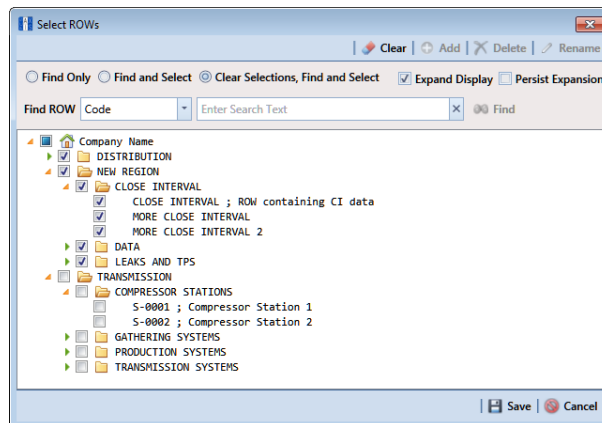 Select ROWs
Clear Add Delete Rename
Find Only Find and Select Clear Selections, Find and Select Expand Display Persist Expansion
Find ROW Code Enter Search Text Find
Company Name
DISTRIBUTION
NEW REGION
CLOSE INTERVAL
CLOSE INTERVAL ; ROW containing CI data
MORE CLOSE INTERVAL
MORE CLOSE INTERVAL 2
DATA
LEAKS AND TPS
TRANSMISSION
COMPRESSOR STATIONS
S-0001 ; Compressor Station 1
S-0002 ; Compressor Station 2
GATHERING SYSTEMS
PRODUCTION SYSTEMS
TRANSMISSION SYSTEMS
Save Cancel